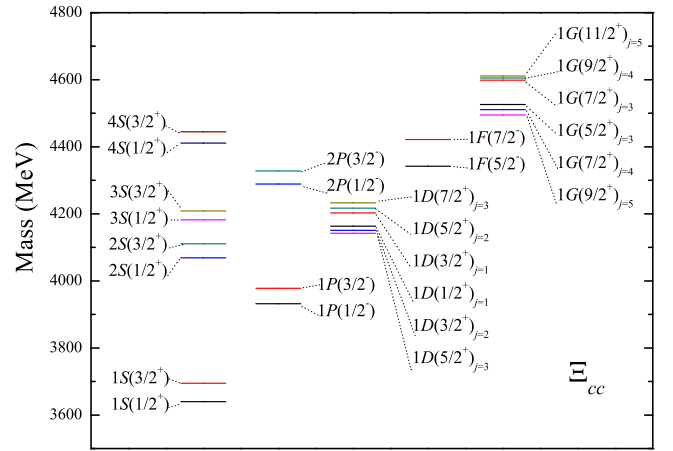 Mass (MeV)
4800
4600
4400
4200
4000
3800
3600
4S(3/2⁺)
4S(1/2⁺)
3S(3/2⁺)
3S(1/2⁺)
2S(3/2⁺)
2S(1/2⁺)
1S(3/2⁺)
1S(1/2⁺)
2P(3/2⁻)
2P(1/2⁻)
1P(3/2⁻)
1P(1/2⁻)
1D(7/2⁺)j=3
1D(5/2⁺)j=2
1D(3/2⁺)j=1
1D(1/2⁺)j=1
1D(3/2⁺)j=2
1D(5/2⁺)j=3
1F(7/2⁻)
1F(5/2⁻)
1G(11/2⁺)j=5
1G(9/2⁺)j=4
1G(7/2⁺)j=3
1G(5/2⁺)j=3
1G(7/2⁺)j=4
1G(9/2⁺)j=5
Ξcc